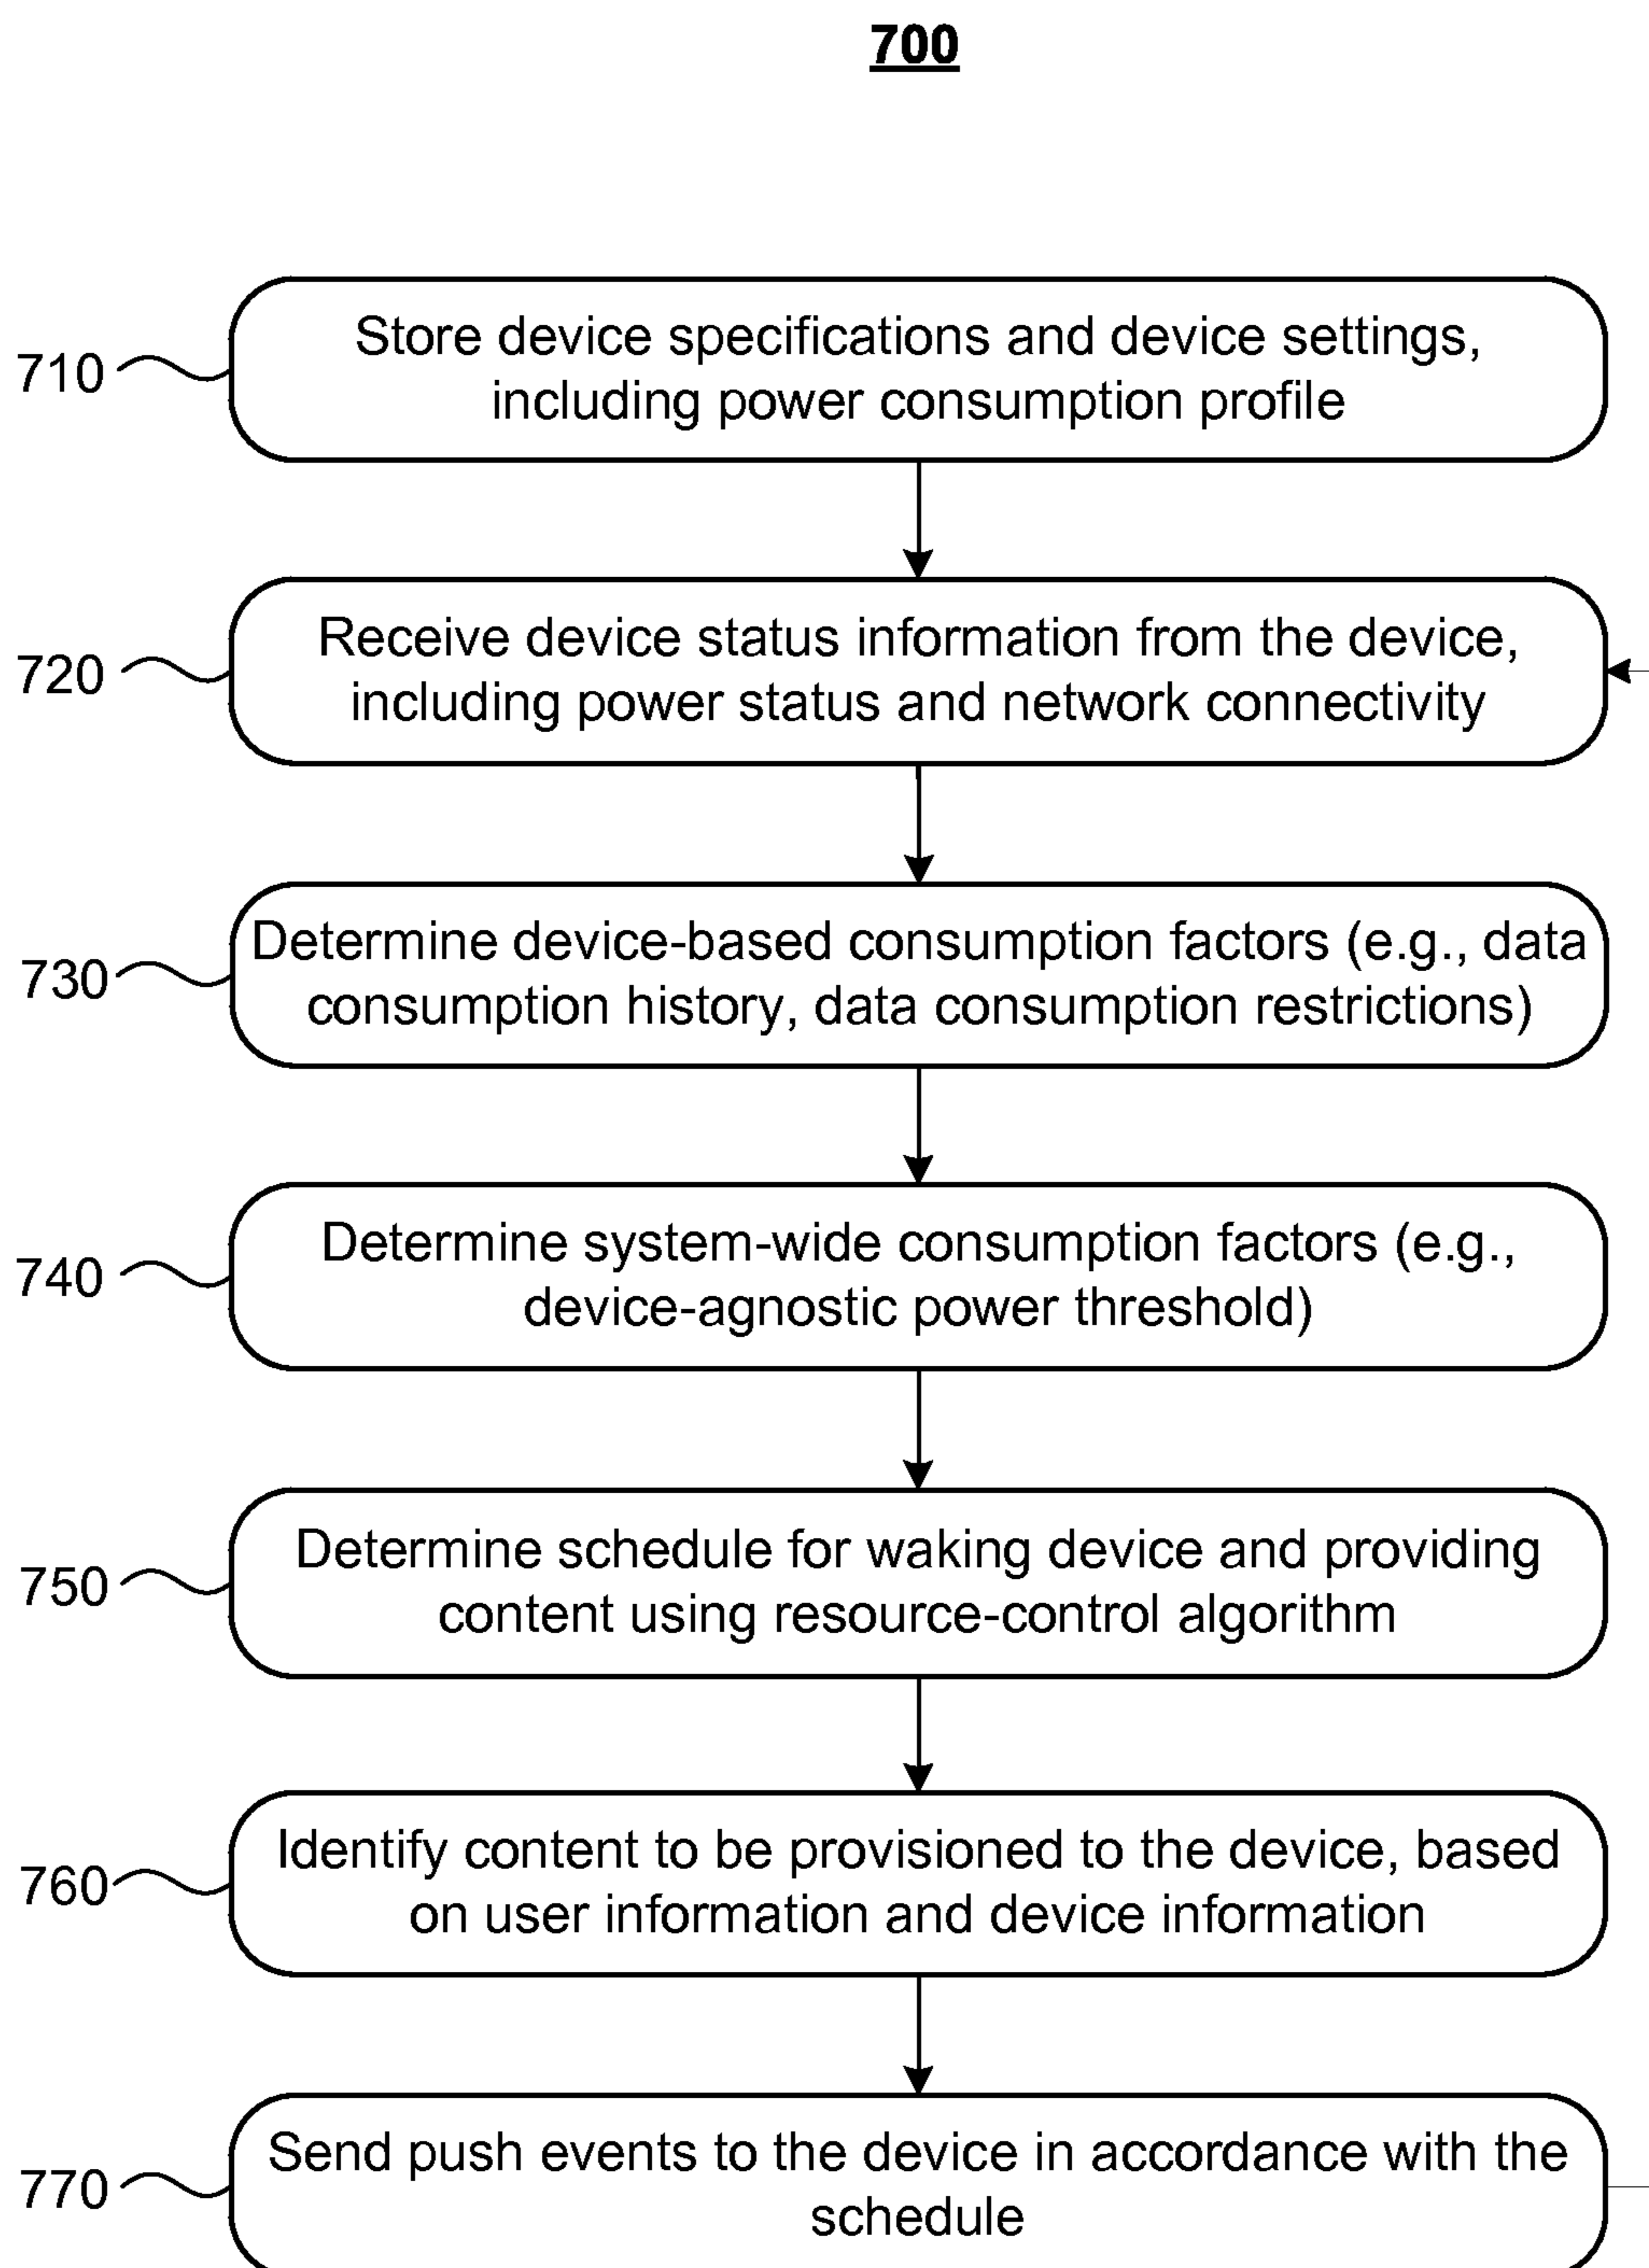 700
710
Store device specifications and device settings,
including power consumption profile
720
Receive device status information from the device,
including power status and network connectivity
730
Determine device-based consumption factors (e.g., data
consumption history, data consumption restrictions)
740
Determine system-wide consumption factors (e.g.,
device-agnostic power threshold)
750
Determine schedule for waking device and providing
content using resource-control algorithm
760
Identify content to be provisioned to the device, based
on user information and device information
770
Send push events to the device in accordance with the
schedule